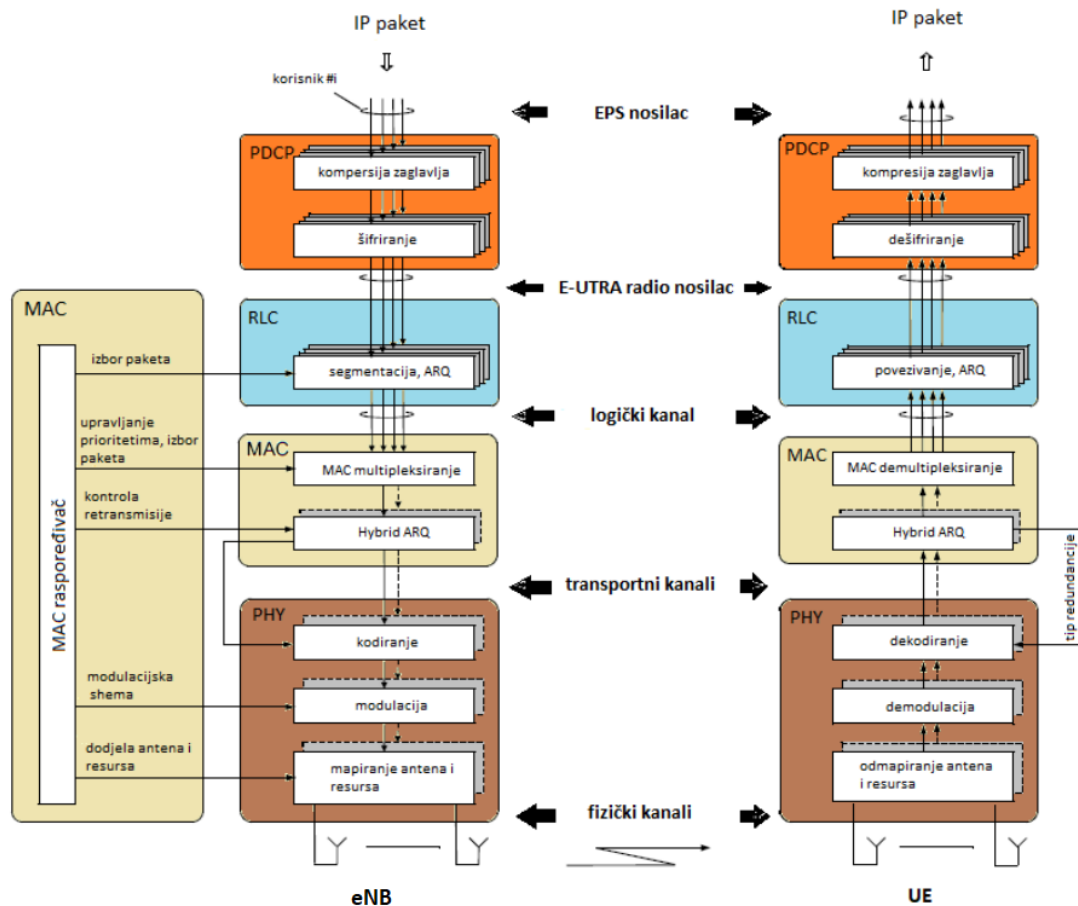 IP paket
IP paket
korisnik #i
EPS nosilac
PDCP
kompersija zaglavlja
šifriranje
PDCP
kompresija zaglavlja
dešifriranje
E-UTRA radio nosilac
MAC
MAC raspoređivač
izbor paketa
upravljanje
prioritetima, izbor
paketa
kontrola
retransmisije
modulacijska
shema
dodjela antena i
resursa
RLC
segmentacija, ARQ
RLC
povezivanje, ARQ
logički kanal
MAC
MAC multipleksiranje
Hybrid ARQ
MAC
MAC demultipleksiranje
Hybrid ARQ
tip redundancije
transportni kanali
PHY
kodiranje
modulacija
mapiranje antena i
resursa
PHY
dekodiranje
demodulacija
odmapiranje antena
i resursa
fizički kanali
eNB
UE